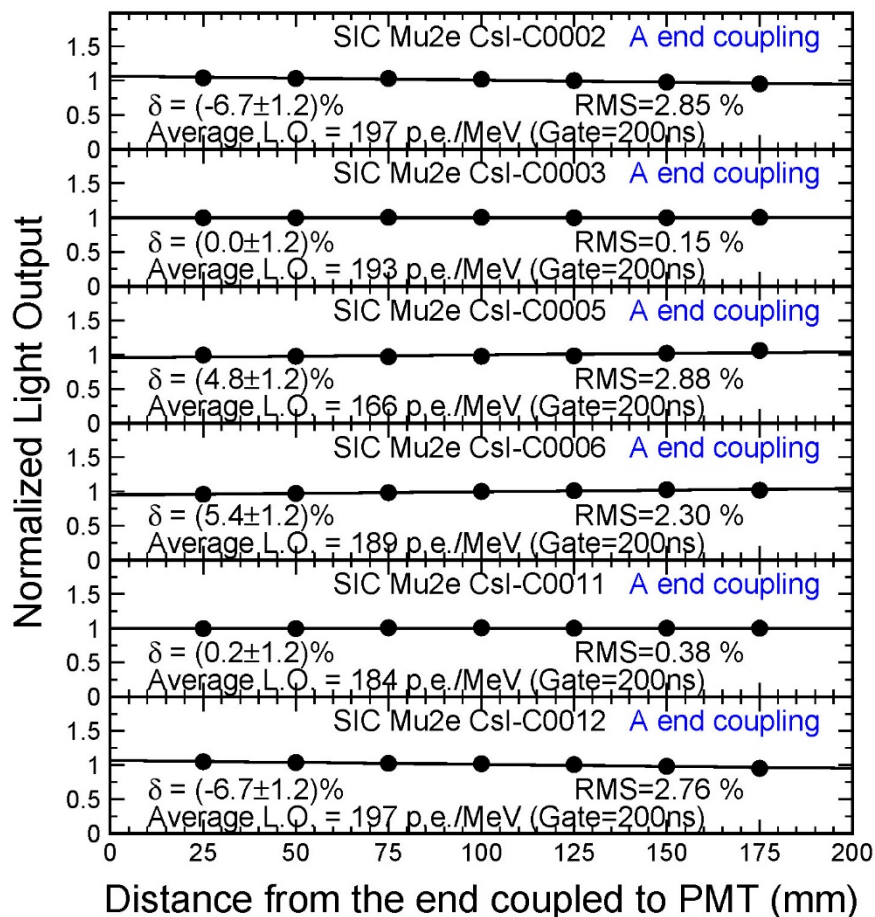 Normalized Light Output
1.5
1
0.5
0
SIC Mu2e CsI-C0002 A end coupling
δ = (-6.7±1.2)% RMS=2.85 %
Average L.O. = 197 p.e./MeV (Gate=200ns)
1.5
1
0.5
0
SIC Mu2e CsI-C0003 A end coupling
δ = (0.0±1.2)% RMS=0.15 %
Average L.O. = 193 p.e./MeV (Gate=200ns)
1.5
1
0.5
0
SIC Mu2e CsI-C0005 A end coupling
δ = (4.8±1.2)% RMS=2.88 %
Average L.O. = 166 p.e./MeV (Gate=200ns)
1.5
1
0.5
0
SIC Mu2e CsI-C0006 A end coupling
δ = (5.4±1.2)% RMS=2.30 %
Average L.O. = 189 p.e./MeV (Gate=200ns)
1.5
1
0.5
0
SIC Mu2e CsI-C0011 A end coupling
δ = (0.2±1.2)% RMS=0.38 %
Average L.O. = 184 p.e./MeV (Gate=200ns)
1.5
1
0.5
0
SIC Mu2e CsI-C0012 A end coupling
δ = (-6.7±1.2)% RMS=2.76 %
Average L.O. = 197 p.e./MeV (Gate=200ns)
0 25 50 75 100 125 150 175 200
Distance from the end coupled to PMT (mm)